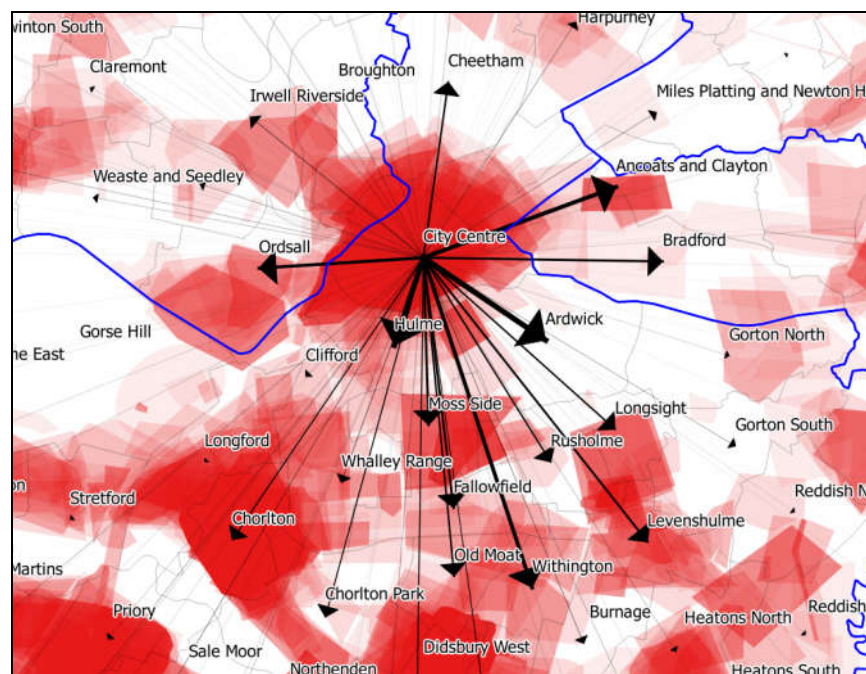 winton South
Harpurhey
Claremont
Broughton
Cheetham
Irwell Riverside
Miles Platting and Newton H
Weaste and Seedley
Ancoats and Clayton
City Centre
Bradford
Ordsall
Gorse Hill
Hulme
Ardwick
Gorton North
he East
Clifford
Moss Side
Longsight
Longford
Rusholme
Gorton South
Whalley Range
on
Stretford
Fallowfield
Reddish N
Chorlton
Levenshulme
Old Moat
Withington
Martins
Chorlton Park
Priory
Burnage
Heatons North
Reddish
Sale Moor
Didsbury West
Northenden
Heatons South